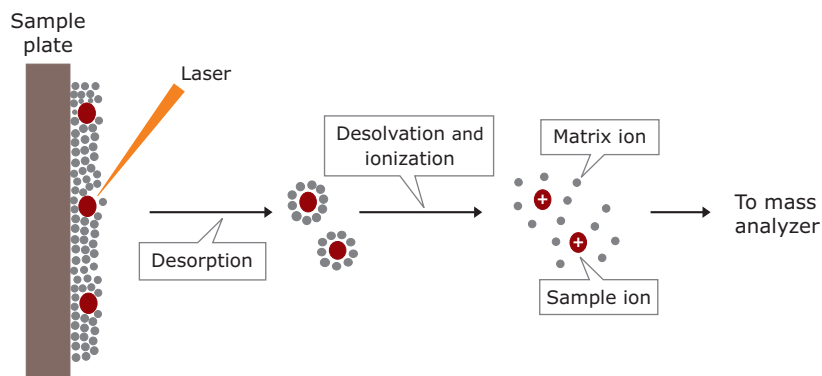 Sample
plate
Laser
Desolvation and
ionization
Matrix ion
To mass
analyzer
Desorption
+
+
Sample ion